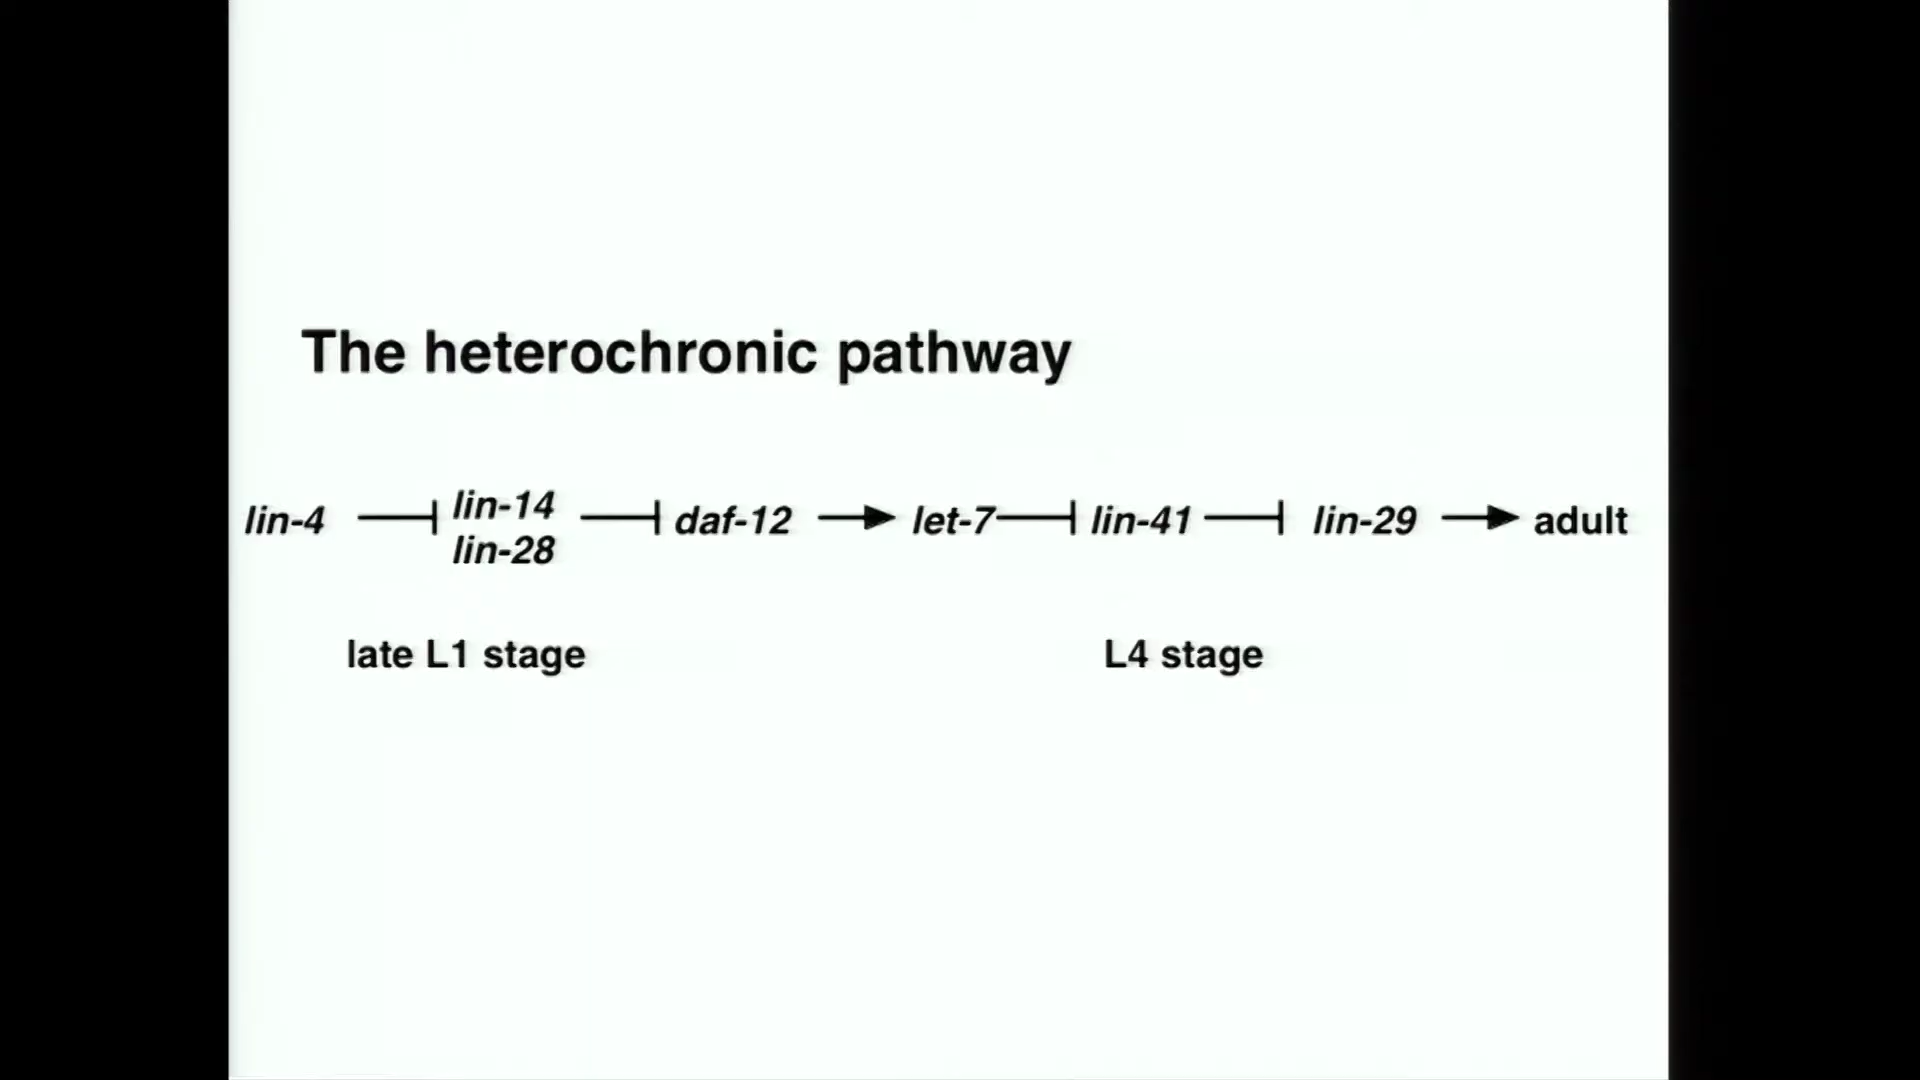 The heterochronic pathway
lin-4 lin-14 daf-12 let-7 lin-41 lin-29 adult
lin-28
late L1 stage L4 stage